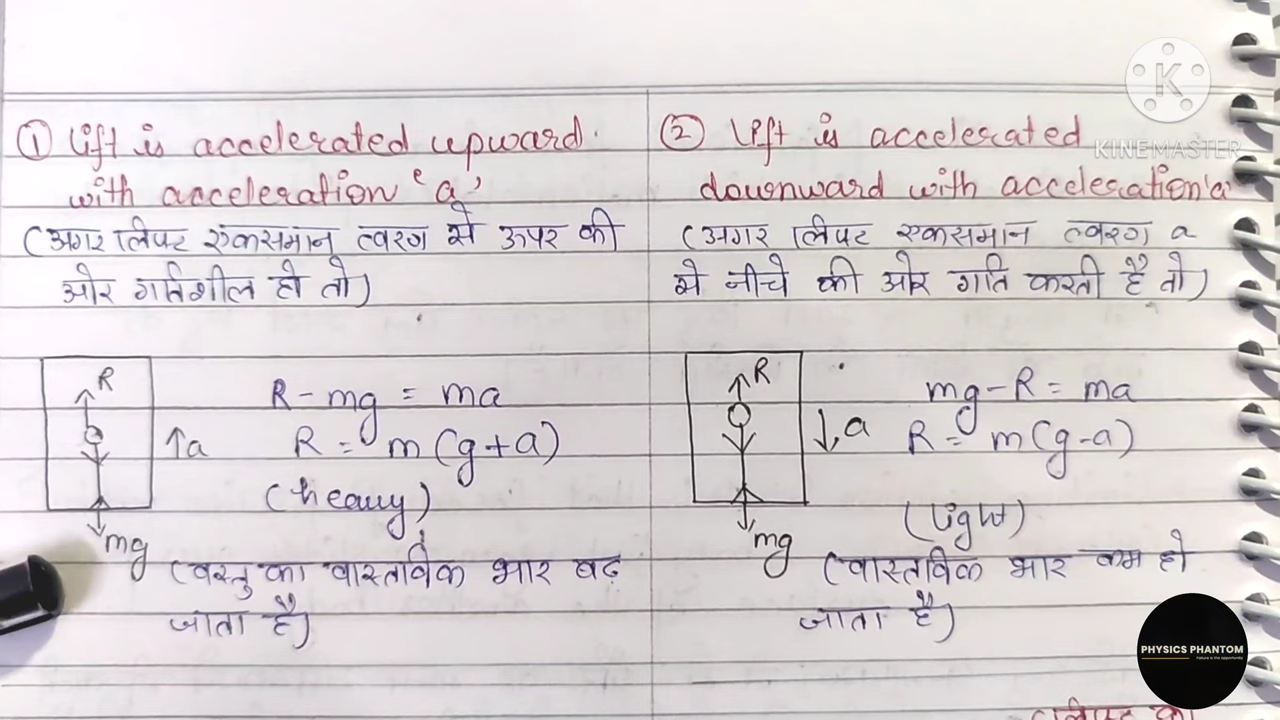 ① Lift is accelerated upward
with acceleration 'a'
(अगर लिफ्ट एकसमान त्वरण से ऊपर की
ओर गतिशील हो तो)
R
↑a
mg
R - mg = ma
R = m(g+a)
(heavy)
(वस्तु का वास्तविक भार बढ़
जाता है)
② Lift is accelerated
downward with acceleration 'a'
(अगर लिफ्ट एकसमान त्वरण a
से नीचे की ओर गति करती है तो)
R
↓a
mg
mg - R = ma
R = m(g-a)
(light)
(वास्तविक भार कम हो
जाता है)
K
KINEMASTER
PHYSICS PHANTOM